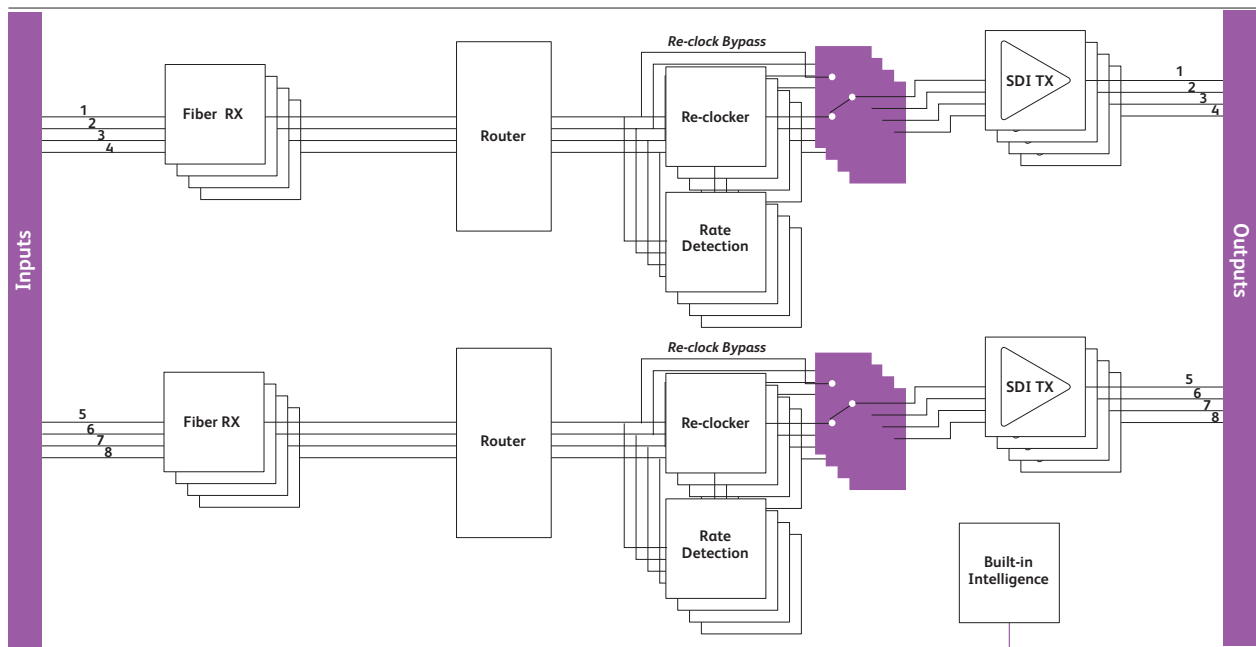 Inputs
1
2
3
4
Fiber RX
Router
Re-clock Bypass
Re-clocker
Rate
Detection
SDI TX
1
2
3
4
Outputs
5
6
7
8
Fiber RX
Router
Re-clock Bypass
Re-clocker
Rate
Detection
SDI TX
5
6
7
8
Built-in
Intelligence